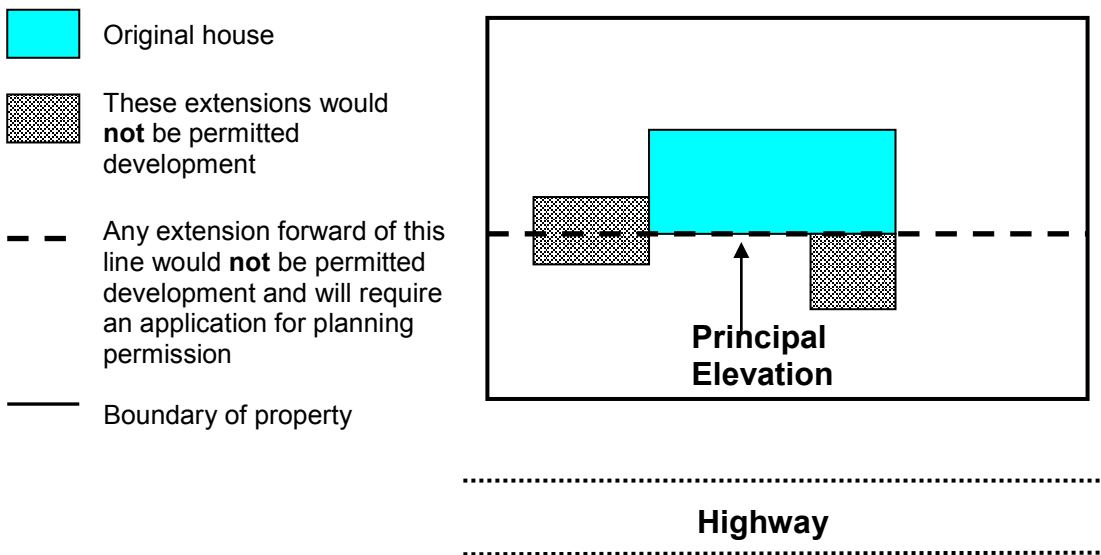 Original house
These extensions would
not be permitted
development
Any extension forward of this
line would not be permitted
development and will require
an application for planning
permission
Boundary of property
Principal
Elevation
Highway